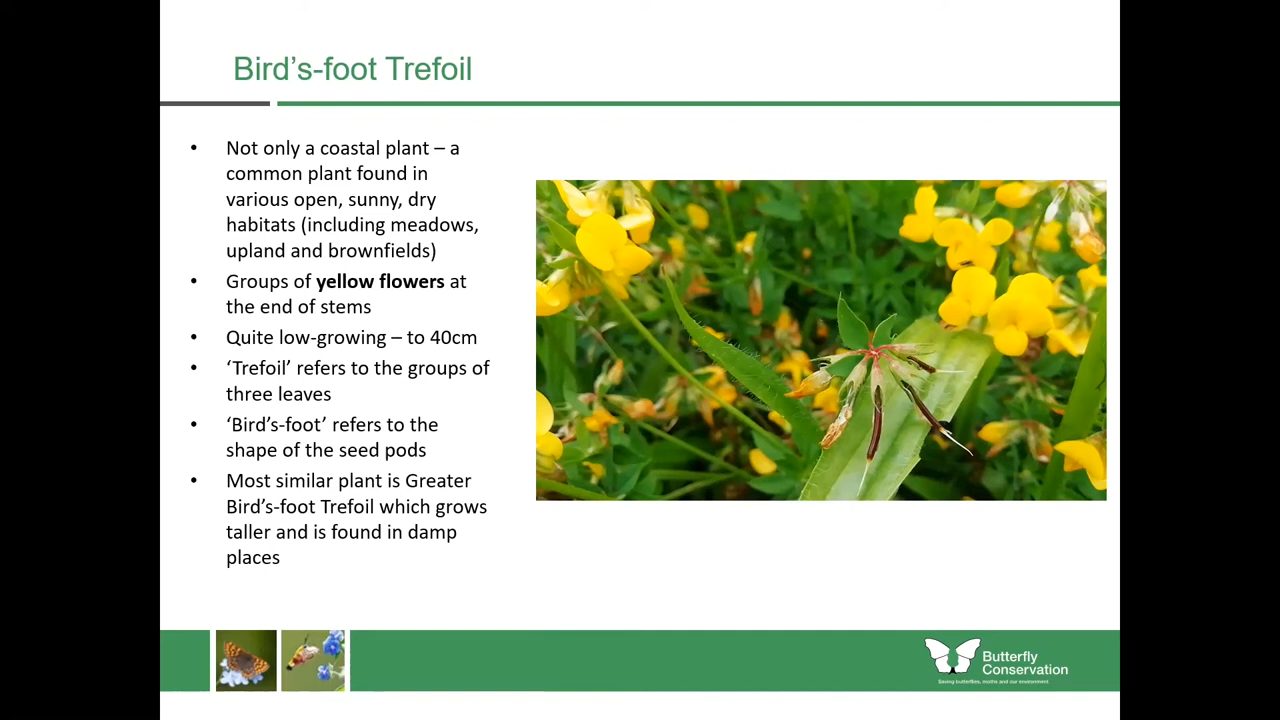 Bird’s-foot Trefoil
• Not only a coastal plant – a
common plant found in
various open, sunny, dry
habitats (including meadows,
upland and brownfields)
• Groups of yellow flowers at
the end of stems
• Quite low-growing – to 40cm
• ‘Trefoil’ refers to the groups of
three leaves
• ‘Bird’s-foot’ refers to the
shape of the seed pods
• Most similar plant is Greater
Bird’s-foot Trefoil which grows
taller and is found in damp
places
Butterfly
Conservation
Saving butterflies, moths and our environment